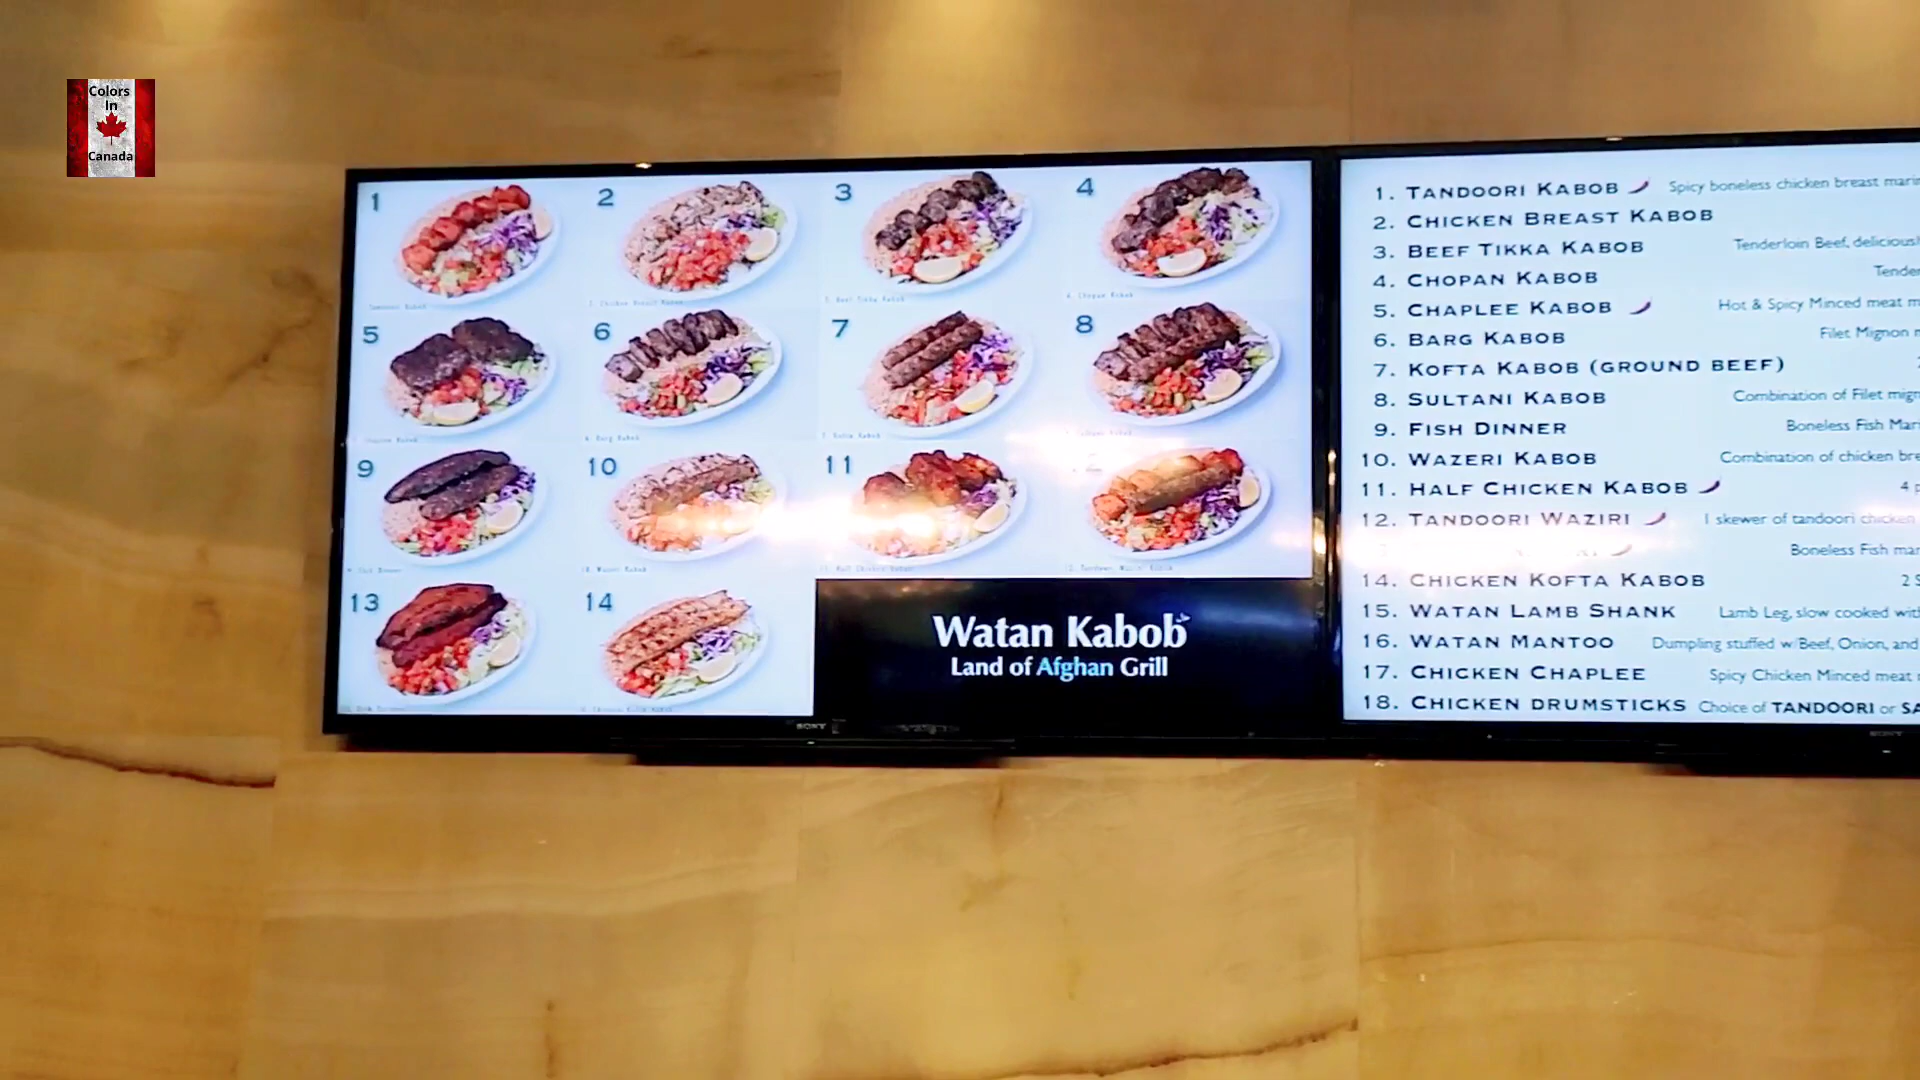 Colors
In
Canada
1
2
3
4
5
6
7
8
9
10
11
12
13
14
Watan Kabob
Land of Afghan Grill
SONY
1. TANDOORI KABOB Spicy boneless chicken breast
2. CHICKEN BREAST KABOB
3. BEEF TIKKA KABOB Tenderloin Beef,
4. CHOPAN KABOB
5. CHAPLEE KABOB Hot & Spicy Minced meat
6. BARG KABOB Filet Mignon
7. KOFTA KABOB (GROUND BEEF)
8. SULTANI KABOB Combination of Filet
9. FISH DINNER Boneless Fish
10. WAZERI KABOB Combination of chicken
11. HALF CHICKEN KABOB 4
12. TANDOORI WAZIRI 1 skewer of tandoori chicken
Boneless Fish
14. CHICKEN KOFTA KABOB 2
15. WATAN LAMB SHANK Lamb Leg, slow cooked
16. WATAN MANTOO Dumpling stuffed w/Beef, Onion, and
17. CHICKEN CHAPLEE Spicy Chicken Minced meat
18. CHICKEN DRUMSTICKS Choice of TANDOORI or
SONY